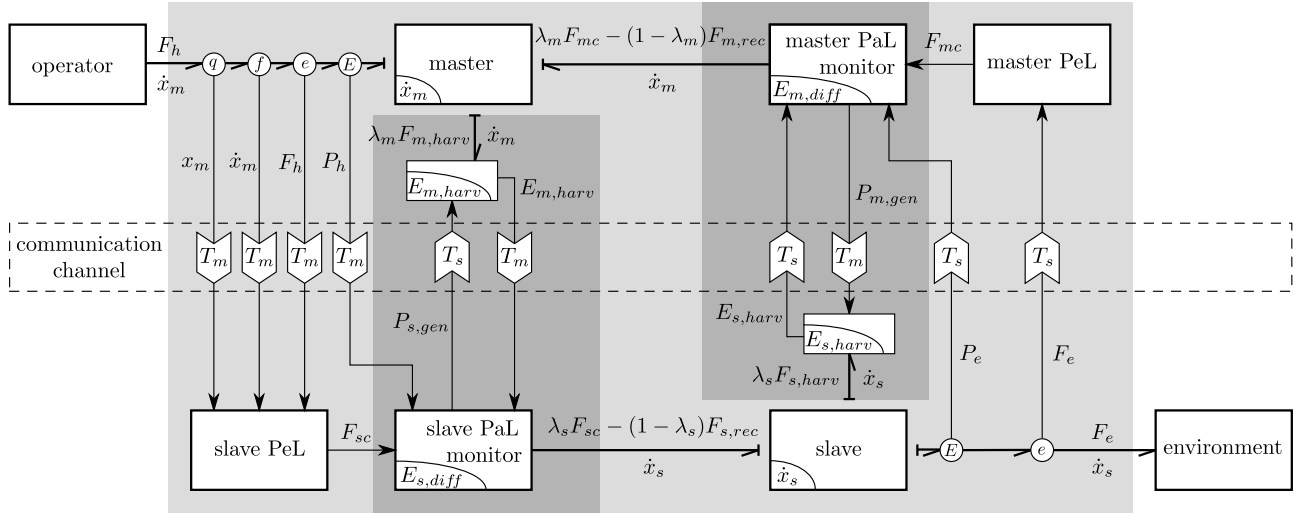 operator
F_h
ẋ_m
q
f
e
E
master
ẋ_m
λ_m F_mc − (1 − λ_m)F_m,rec
ẋ_m
master PaL
monitor
E_m,diff
F_mc
master PeL
x_m
ẋ_m
F_h
P_h
λ_m F_m,harv
ẋ_m
E_m,harv
E_m,harv
P_m,gen
communication
channel
T_m
T_m
T_m
T_m
T_s
T_m
T_s
T_m
T_s
T_s
P_s,gen
E_s,harv
E_s,harv
λ_s F_s,harv
ẋ_s
P_e
F_e
slave PeL
F_sc
slave PaL
monitor
E_s,diff
λ_s F_sc − (1 − λ_s)F_s,rec
ẋ_s
slave
ẋ_s
E
e
F_e
ẋ_s
environment